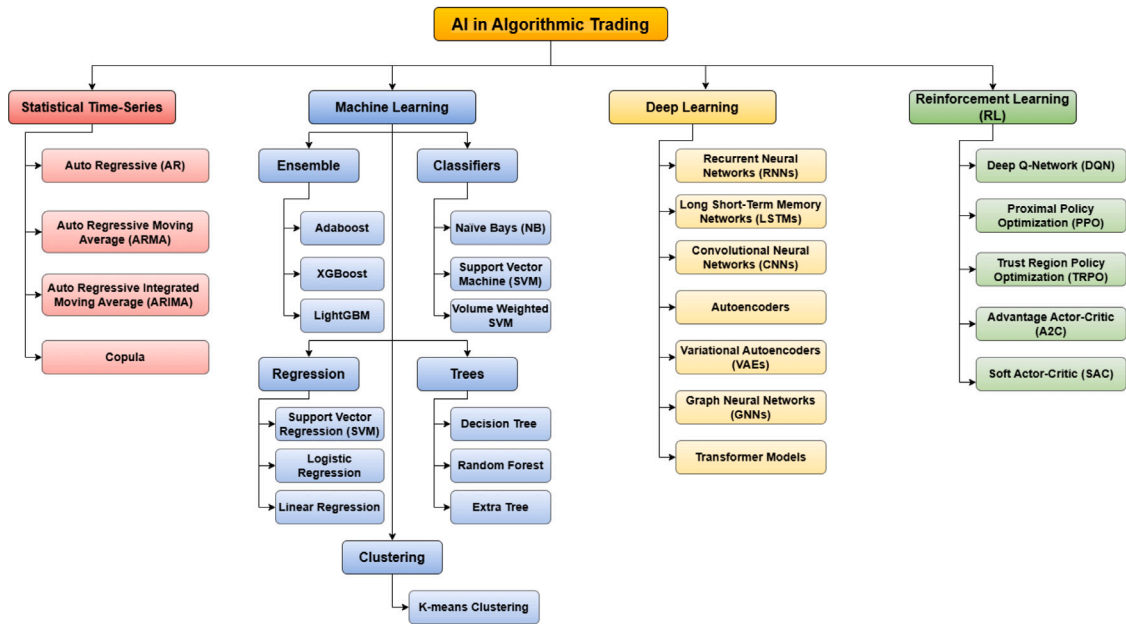 AI in Algorithmic Trading
Statistical Time-Series
Auto Regressive (AR)
Auto Regressive Moving
Average (ARMA)
Auto Regressive Integrated
Moving Average (ARIMA)
Copula
Machine Learning
Ensemble
Adaboost
XGBoost
LightGBM
Classifiers
Naïve Bays (NB)
Support Vector
Machine (SVM)
Volume Weighted
SVM
Regression
Support Vector
Regression (SVM)
Logistic
Regression
Linear Regression
Trees
Decision Tree
Random Forest
Extra Tree
Clustering
K-means Clustering
Deep Learning
Recurrent Neural
Networks (RNNs)
Long Short-Term Memory
Networks (LSTMs)
Convolutional Neural
Networks (CNNs)
Autoencoders
Variational Autoencoders
(VAEs)
Graph Neural Networks
(GNNs)
Transformer Models
Reinforcement Learning
(RL)
Deep Q-Network (DQN)
Proximal Policy
Optimization (PPO)
Trust Region Policy
Optimization (TRPO)
Advantage Actor-Critic
(A2C)
Soft Actor-Critic (SAC)